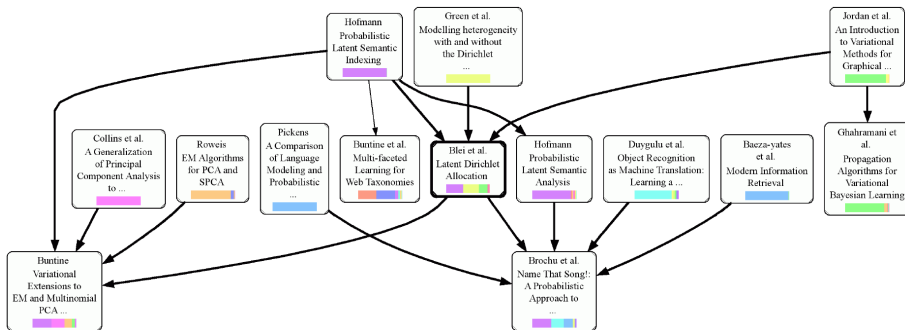 Hofmann
Probabilistic
Latent Semantic
Indexing
Green et al.
Modelling heterogeneity
with and without
the Dirichlet
...
Jordan et al.
An Introduction
to Variational
Methods for
Graphical ...
Collins et al.
A Generalization
of Principal
Component Analysis
to ...
Roweis
EM Algorithms
for PCA and
SPCA
Pickens
A Comparison
of Language
Modeling and
Probabilistic
...
Buntine et al.
Multi-faceted
Learning for
Web Taxonomies
Blei et al.
Latent Dirichlet
Allocation
Hofmann
Probabilistic
Latent Semantic
Analysis
Duygulu et al.
Object Recognition
as Machine Translation:
Learning a ...
Baeza-yates
et al.
Modern Information
Retrieval
Ghahramani et
al.
Propagation
Algorithms for
Variational
Bayesian Learning
Buntine
Variational
Extensions to
EM and Multinomial
PCA ...
Brochu et al.
Name That Song!:
A Probabilistic
Approach to
...